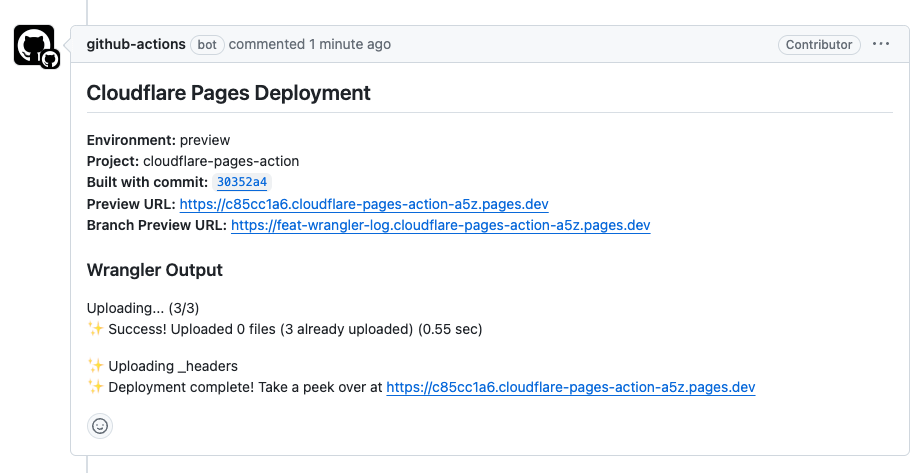 github-actions bot commented 1 minute ago Contributor ...
Cloudflare Pages Deployment
Environment: preview
Project: cloudflare-pages-action
Built with commit: 30352a4
Preview URL: https://c85cc1a6.cloudflare-pages-action-a5z.pages.dev
Branch Preview URL: https://feat-wrangler-log.cloudflare-pages-action-a5z.pages.dev
Wrangler Output
Uploading... (3/3)
✨ Success! Uploaded 0 files (3 already uploaded) (0.55 sec)
✨ Uploading _headers
✨ Deployment complete! Take a peek over at https://c85cc1a6.cloudflare-pages-action-a5z.pages.dev